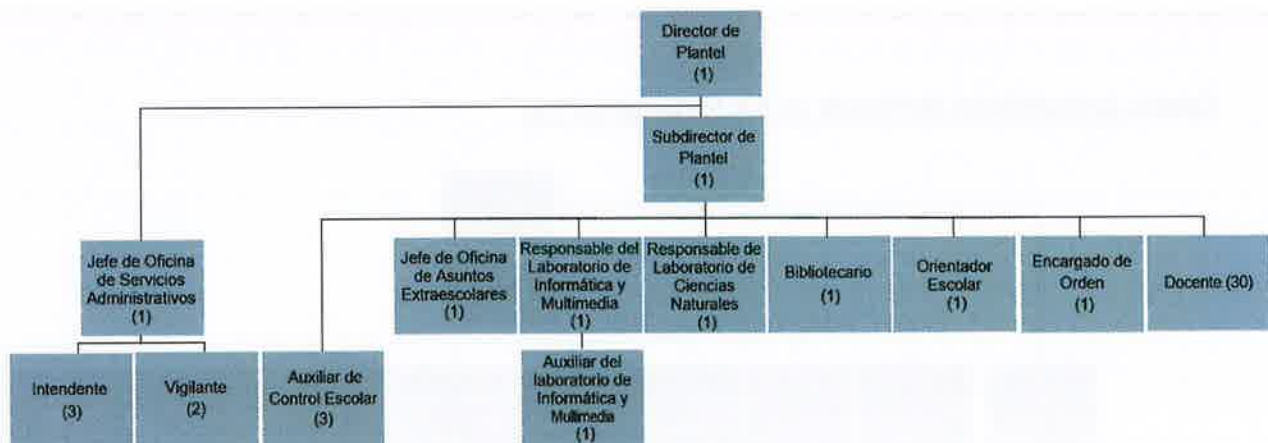 Director de
Plantel
(1)
Subdirector de
Plantel
(1)
Jefe de Oficina
de Servicios
Administrativos
(1)
Jefe de Oficina
de Asuntos
Extraescolares
(1)
Responsable del
Laboratorio de
Informática y
Multimedia
(1)
Responsable de
Laboratorio de
Ciencias
Naturales
(1)
Bibliotecario
(1)
Orientador
Escolar
(1)
Encargado de
Orden
(1)
Docente (30)
Intendente
(3)
Vigilante
(2)
Auxiliar de
Control Escolar
(3)
Auxiliar del
laboratorio de
Informática y
Multimedia
(1)